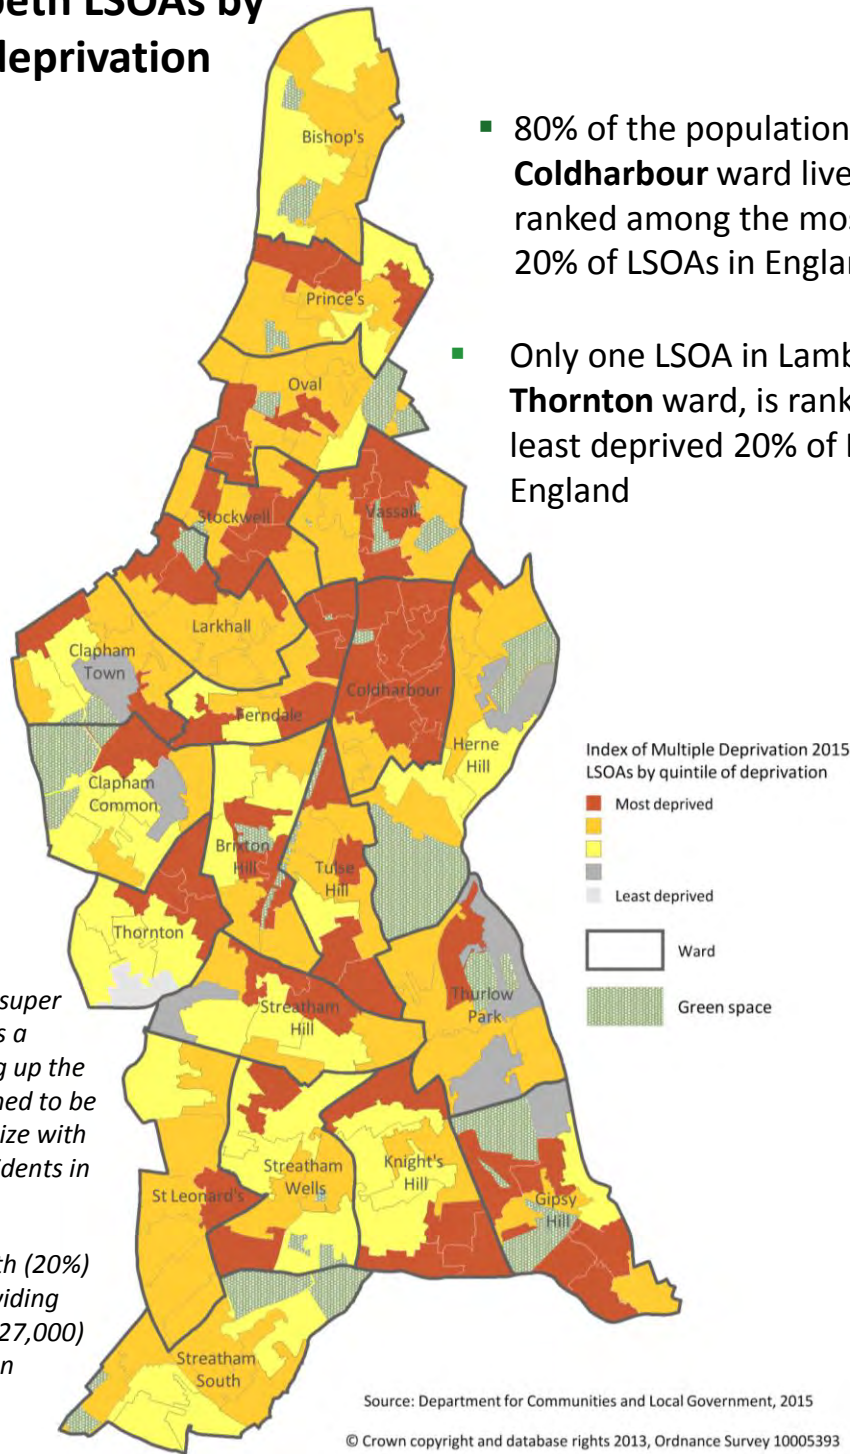 LSOAs by
deprivation
▪ 80% of the population
Coldharbour ward live
ranked among the
20% of LSOAs in
▪ Only one LSOA in
Thornton ward, is
least deprived 20% of
England
Bishop's
Prince's
Oval
Stockwell
Vassall
Larkhall
Clapham
Town
Ferndale
Coldharbour
Herne
Hill
Clapham
Common
Brixton
Hill
Tulse
Hill
Thornton
Streatham
Hill
Thurlow
Park
St Leonard's
Streatham
Wells
Knight's
Hill
Gipsy
Hill
Streatham
South
Index of Multiple Deprivation 2015
LSOAs by quintile of deprivation
Most deprived
Least deprived
Ward
Green space
super
s a
g up the
ned to be
ize with
idents in
th (20%)
viding
27,000)
n
Source: Department for Communities and Local Government, 2015
© Crown copyright and database rights 2013, Ordnance Survey 10005393